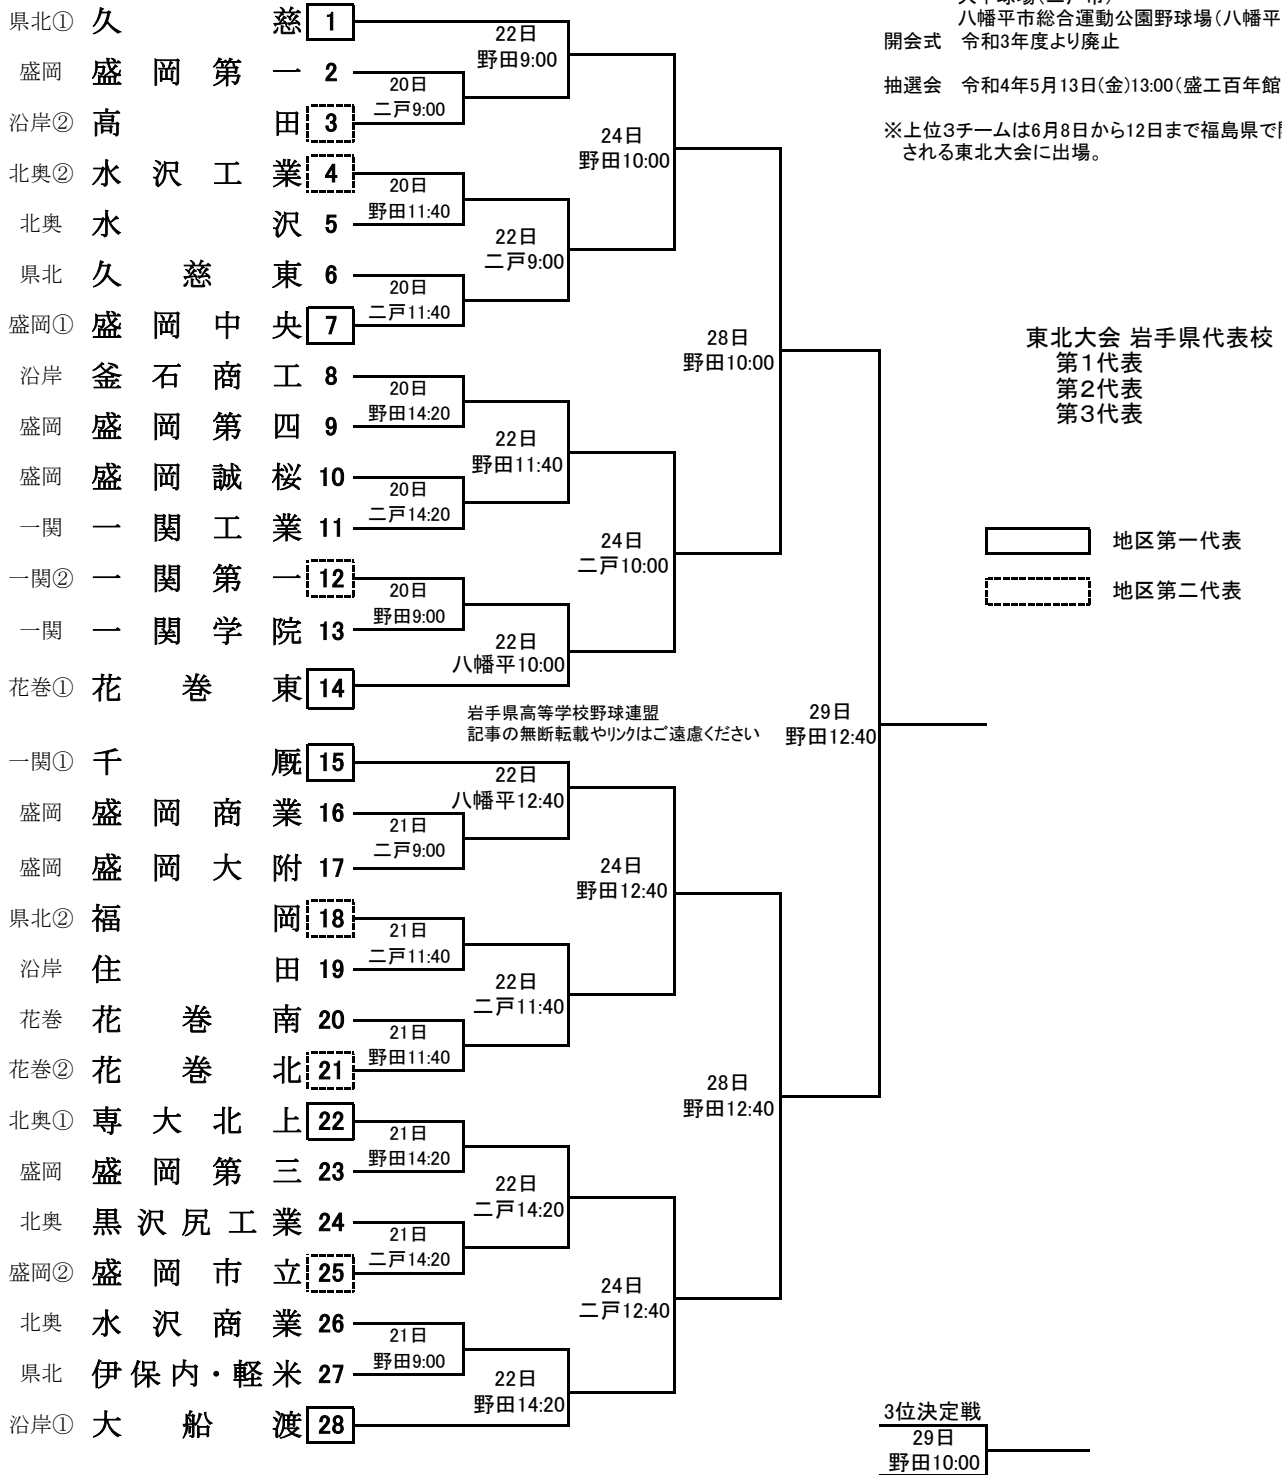 八幡平市総合運動公園野球場(八幡平
開会式 令和3年度より廃止
抽選会 令和4年5月13日(金)13:00(盛工百年館
※上位3チームは6月8日から12日まで福島県で
される東北大会に出場。
県北① 久慈 1
盛岡 盛岡第一 2
沿岸② 高田 3
北奥② 水沢工業 4
北奥 水沢 5
県北 久慈東 6
盛岡① 盛岡中央 7
沿岸 釜石商工 8
盛岡 盛岡第四 9
盛岡 盛岡誠桜 10
一関 一関工業 11
一関② 一関第一 12
一関 一関学院 13
花巻① 花巻東 14
一関① 千厩 15
盛岡 盛岡商業 16
盛岡 盛岡大附 17
県北② 福岡 18
沿岸 住田 19
花巻 花巻南 20
花巻② 花巻北 21
北奥① 専大北上 22
盛岡 盛岡第三 23
北奥 黒沢尻工業 24
盛岡② 盛岡市立 25
北奥 水沢商業 26
県北 伊保内・軽米 27
沿岸① 大船渡 28
20日
二戸9:00
20日
野田11:40
20日
二戸11:40
20日
野田14:20
20日
二戸14:20
20日
野田9:00
21日
二戸9:00
21日
二戸11:40
21日
野田11:40
21日
野田14:20
21日
二戸14:20
21日
野田9:00
22日
野田9:00
22日
二戸9:00
22日
野田11:40
22日
八幡平10:00
22日
八幡平12:40
22日
二戸11:40
22日
二戸14:20
22日
野田14:20
24日
野田10:00
24日
二戸10:00
24日
野田12:40
24日
二戸12:40
28日
野田10:00
28日
野田12:40
29日
野田12:40
岩手県高等学校野球連盟
記事の無断転載やリンクはご遠慮ください
東北大会 岩手県代表校
第1代表
第2代表
第3代表
地区第一代表
地区第二代表
3位決定戦
29日
野田10:00